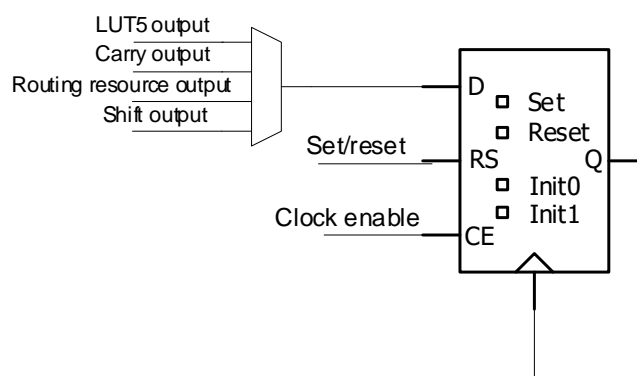 LUT5 output
Carry output
Routing resource output
Shift output
Set/reset
Clock enable
D
RS
CE
Set
Reset
Init0
Init1
Q